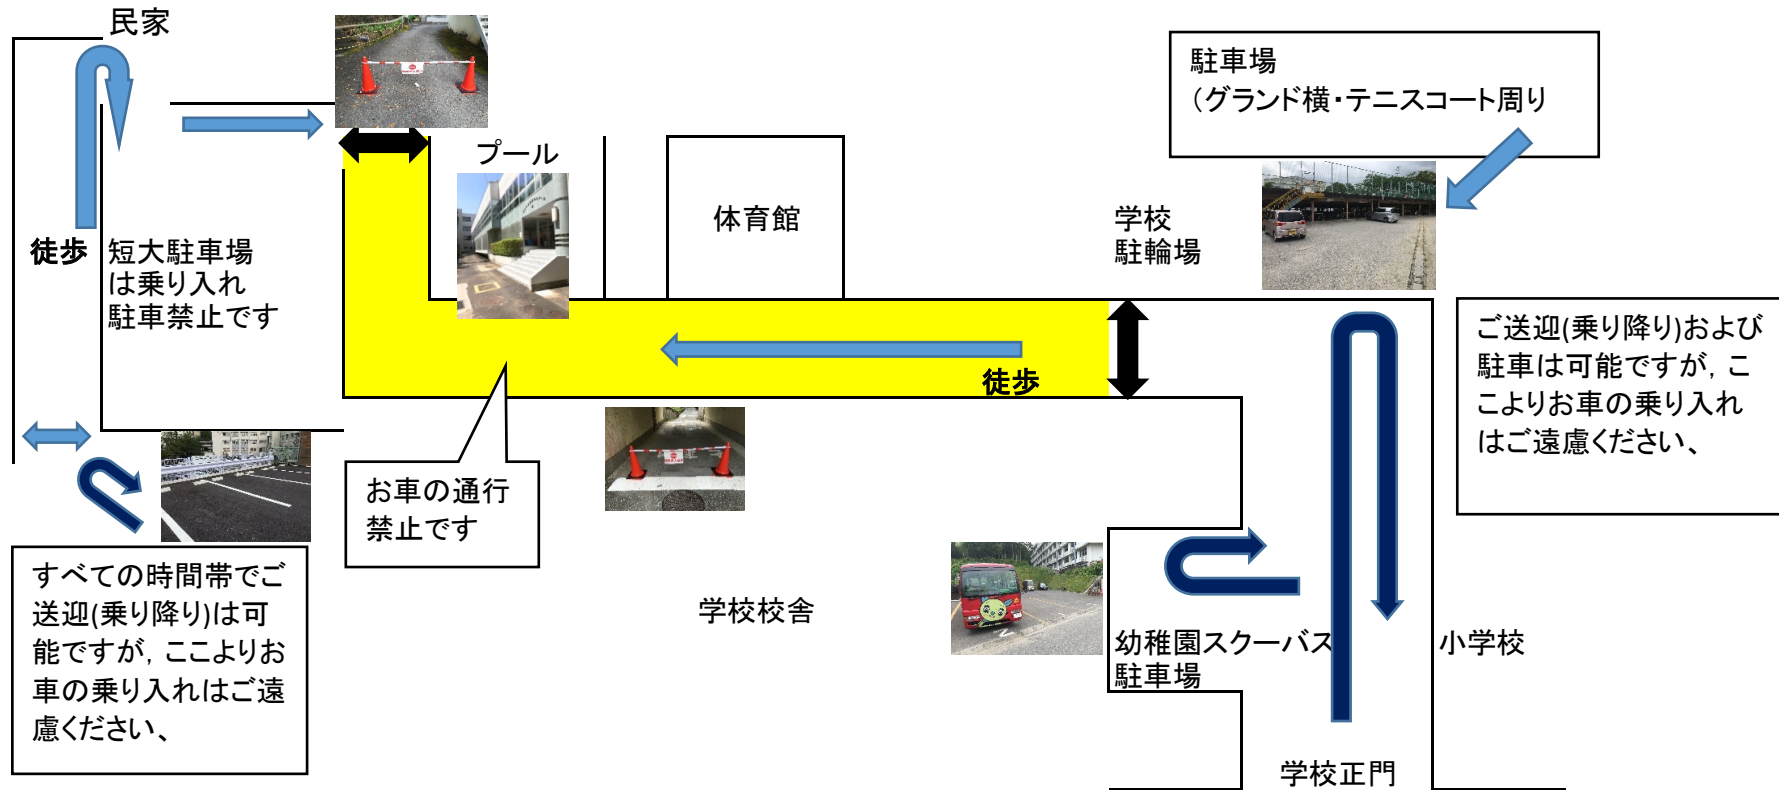 民家
駐車場
（グランド横・テニスコート周り
プール
体育館
学校
駐輪場
徒歩
短大駐車場
は乗り入れ
駐車禁止です
ご送迎(乗り降り)および
駐車は可能ですが, こ
こよりお車の乗り入れ
はご遠慮ください、
徒歩
お車の通行
禁止です
すべての時間帯でご
送迎(乗り降り)は可
能ですが, ここよりお
車の乗り入れはご遠
慮ください、
学校校舎
幼稚園スクーバス
駐車場
小学校
学校正門